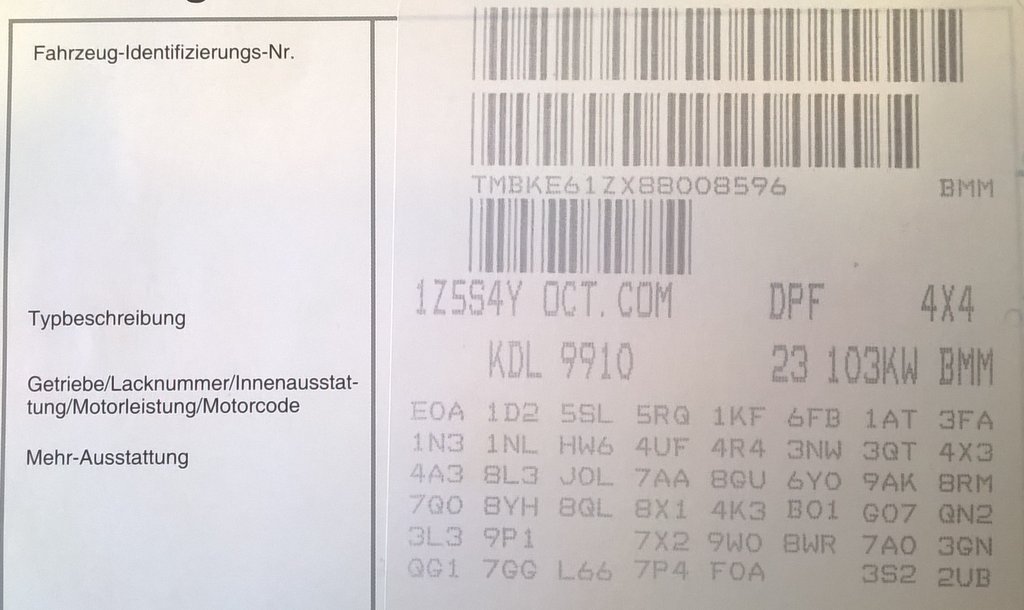 Fahrzeug-Identifizierungs-Nr.
TMBKE61ZX88008596 BMM
Typbeschreibung
1Z5S4Y OCT. COM DPF 4X4
KDL 9910 23 103KW BMM
Getriebe/Lacknummer/Innenausstat-
tung/Motorleistung/Motorcode
Mehr-Ausstattung
E0A 1D2 5SL 5RQ 1KF 6FB 1AT 3FA
1N3 1NL HW6 4UF 4R4 3NW 3QT 4X3
4A3 8L3 J0L 7AA 8GU 6Y0 9AK 8RM
7Q0 8YH 8QL 8X1 4K3 B01 G07 QN2
3L3 9P1 7X2 9W0 8WR 7A0 3GN
QG1 7GG L66 7P4 F0A 3S2 2UB